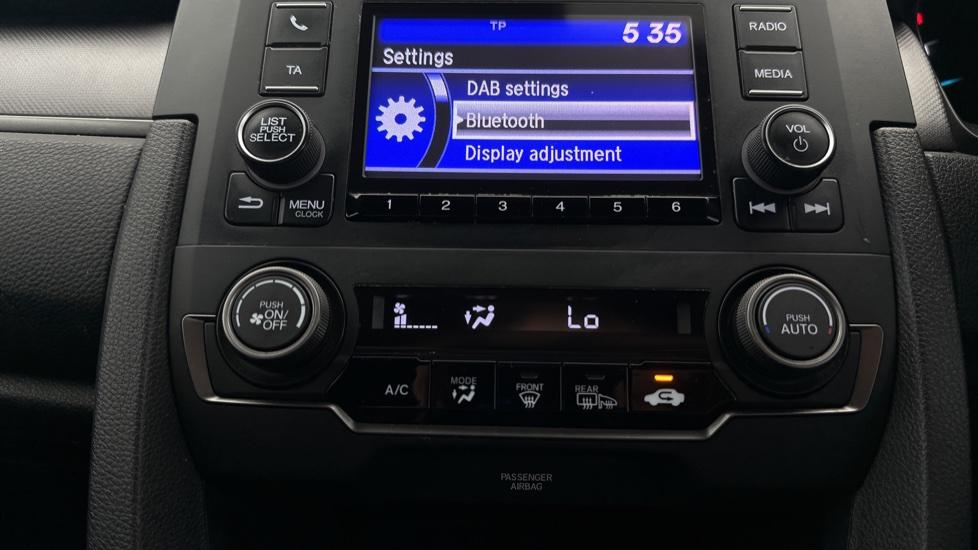 TP
5 35
Settings
DAB settings
Bluetooth
Display adjustment
TA
LIST
PUSH
SELECT
MENU
CLOCK
RADIO
MEDIA
VOL
1 2 3 4 5 6
PUSH
ON/
OFF
Lo
PUSH
AUTO
A/C
MODE
FRONT
REAR
PASSENGER
AIRBAG